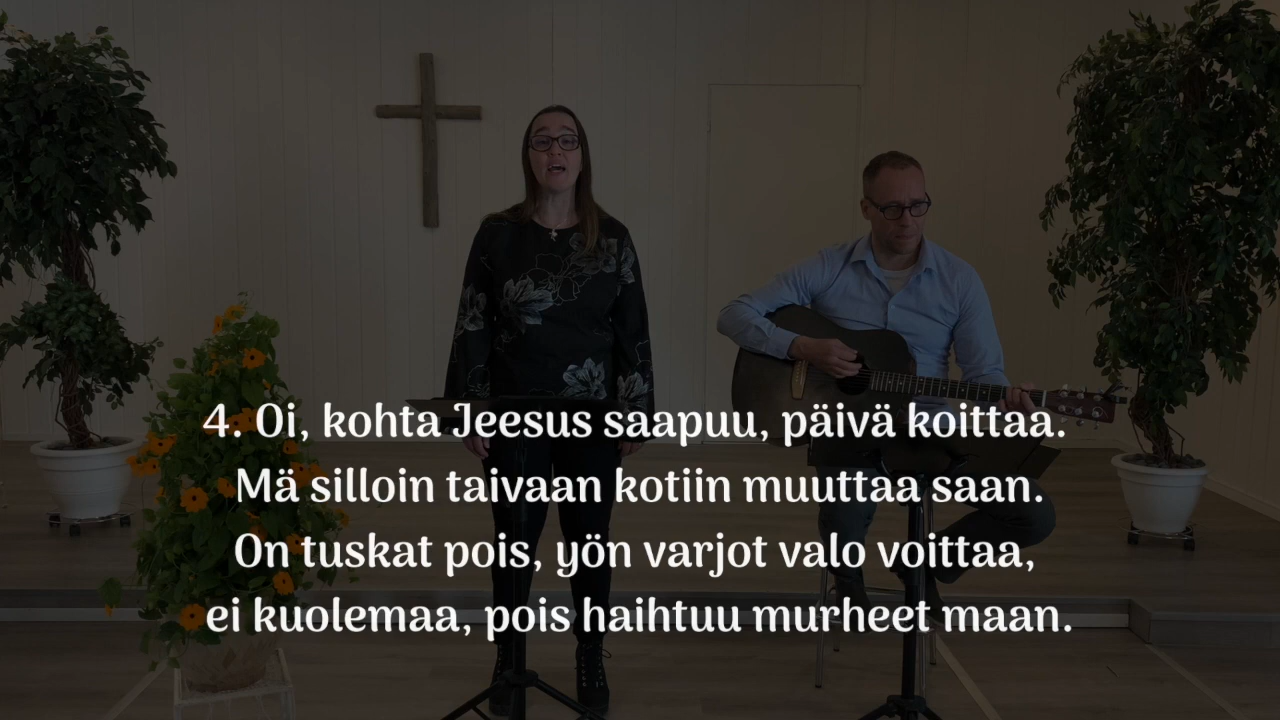 4. Oi, kohta Jeesus saapuu, päivä koittaa.
Mä silloin taivaan kotiin muuttaa saan.
On tuskat pois, yön varjot valo voittaa,
ei kuolemaa, pois haihtuu murheet maan.